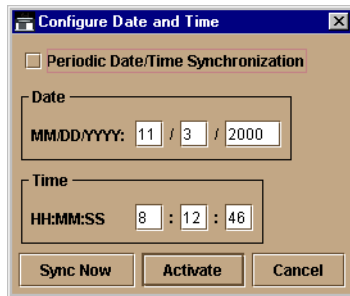 Configure Date and Time
Periodic Date/Time Synchronization
Date
MM/DD/YYYY: 11 / 3 / 2000
Time
HH:MM:SS 8 : 12 : 46
Sync Now Activate Cancel